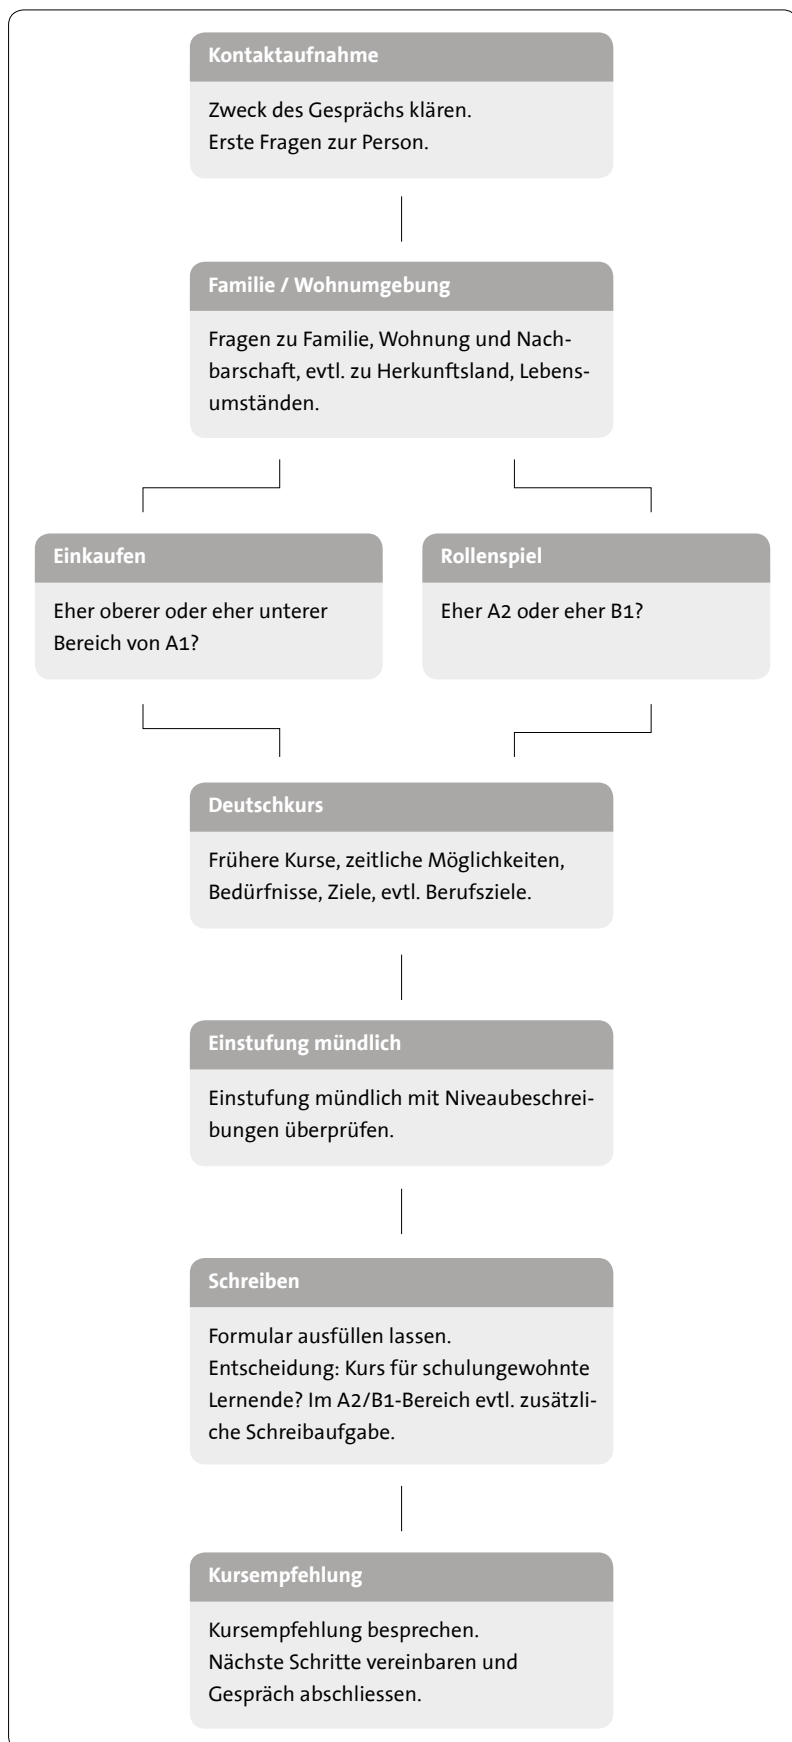 Kontaktaufnahme
Zweck des Gesprächs klären.
Erste Fragen zur Person.
Familie / Wohnumgebung
Fragen zu Familie, Wohnung und Nach-
barschaft, evtl. zu Herkunftsland, Lebens-
umständen.
Einkaufen
Eher oberer oder eher unterer
Bereich von A1?
Rollenspiel
Eher A2 oder eher B1?
Deutschkurs
Frühere Kurse, zeitliche Möglichkeiten,
Bedürfnisse, Ziele, evtl. Berufsziele.
Einstufung mündlich
Einstufung mündlich mit Niveaubeschrei-
bungen überprüfen.
Schreiben
Formular ausfüllen lassen.
Entscheidung: Kurs für schulungewohnte
Lernende? Im A2/B1-Bereich evtl. zusätzli-
che Schreibaufgabe.
Kursempfehlung
Kursempfehlung besprechen.
Nächste Schritte vereinbaren und
Gespräch abschliessen.